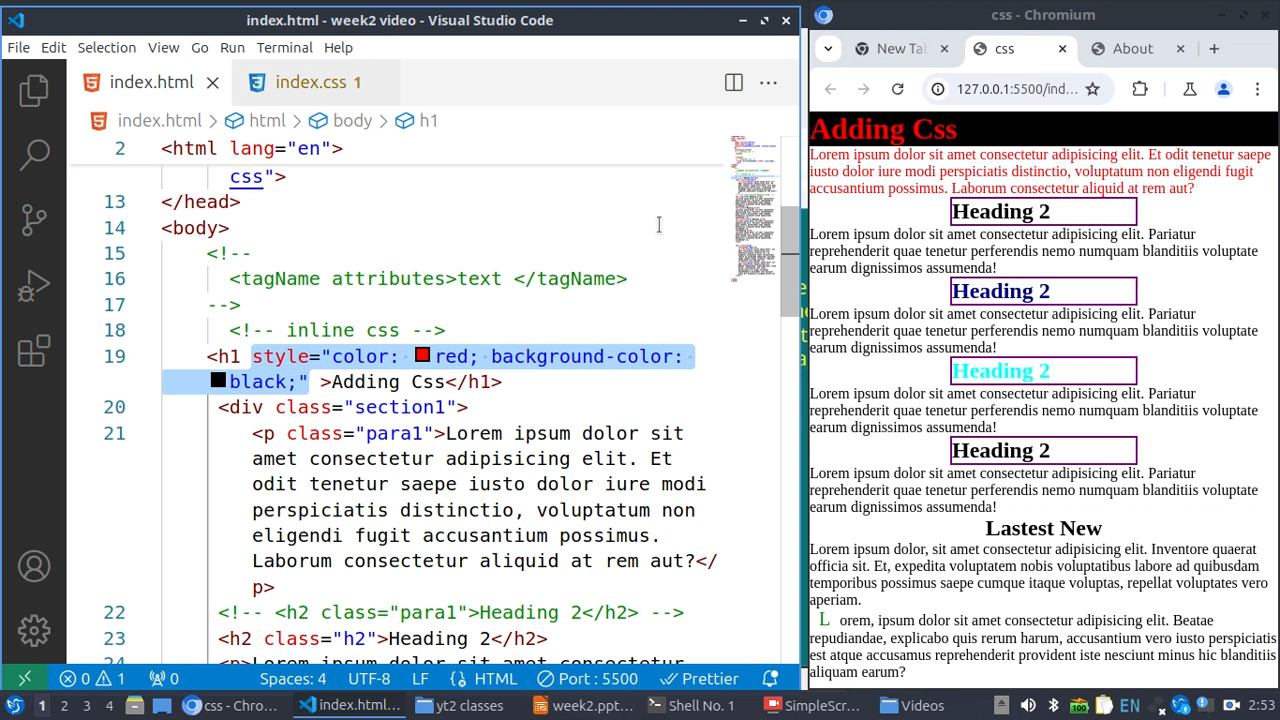 index.html - week2 video - Visual Studio Code
File Edit Selection View Go Run Terminal Help
index.html
index.css 1
index.html > html > body > h1
2 <html lang="en">
css">
13 </head>
14 <body>
15 <!--
16 <tagName attributes>text </tagName>
17 -->
18 <!-- inline css -->
19 <h1 style="color: red; background-color:
black;" >Adding Css</h1>
20 <div class="section1">
21 <p class="para1">Lorem ipsum dolor sit
amet consectetur adipisicing elit. Et
odit tenetur saepe iusto dolor iure modi
perspiciatis distinctio, voluptatum non
eligendi fugit accusantium possimus.
Laborum consectetur aliquid at rem aut?</
p>
22 <!-- <h2 class="para1">Heading 2</h2> -->
23 <h2 class="h2">Heading 2</h2>
24 <p>Lorem ipsum dolor sit amet consectetur
0 1 0 Spaces: 4 UTF-8 LF HTML Port : 5500 Prettier
css - Chromium
New Tab
css
About
127.0.0.1:5500/ind...
Adding Css
Lorem ipsum dolor sit amet consectetur adipisicing elit. Et odit tenetur saepe
iusto dolor iure modi perspiciatis distinctio, voluptatum non eligendi fugit
accusantium possimus. Laborum consectetur aliquid at rem aut?
Heading 2
Lorem ipsum dolor sit amet consectetur adipisicing elit. Pariatur
reprehenderit quae tenetur perferendis nemo numquam blanditiis voluptate
earum dignissimos assumenda!
Heading 2
Lorem ipsum dolor sit amet consectetur adipisicing elit. Pariatur
reprehenderit quae tenetur perferendis nemo numquam blanditiis voluptate
earum dignissimos assumenda!
Heading 2
Lorem ipsum dolor sit amet consectetur adipisicing elit. Pariatur
reprehenderit quae tenetur perferendis nemo numquam blanditiis voluptate
earum dignissimos assumenda!
Heading 2
Lorem ipsum dolor sit amet consectetur adipisicing elit. Pariatur
reprehenderit quae tenetur perferendis nemo numquam blanditiis voluptate
earum dignissimos assumenda!
Lastest New
Lorem ipsum dolor, sit amet consectetur adipisicing elit. Inventore quaerat
officia sit. Et, expedita voluptatem nobis voluptatibus labore ad quibusdam
temporibus possimus saepe cumque itaque voluptas, repellat voluptates vero
aperiam.
L orem, ipsum dolor sit amet consectetur adipisicing elit. Beatae
repudiandae, explicabo quis rerum harum, accusantium vero iusto perspiciatis
est atque accusamus reprehenderit provident iste nesciunt minus hic blanditiis
aliquam earum?
1 2 3 4 css - Chro... index.html... yt2 classes week2.ppt... Shell No. 1 SimpleScr... Videos 100 EN 2:53